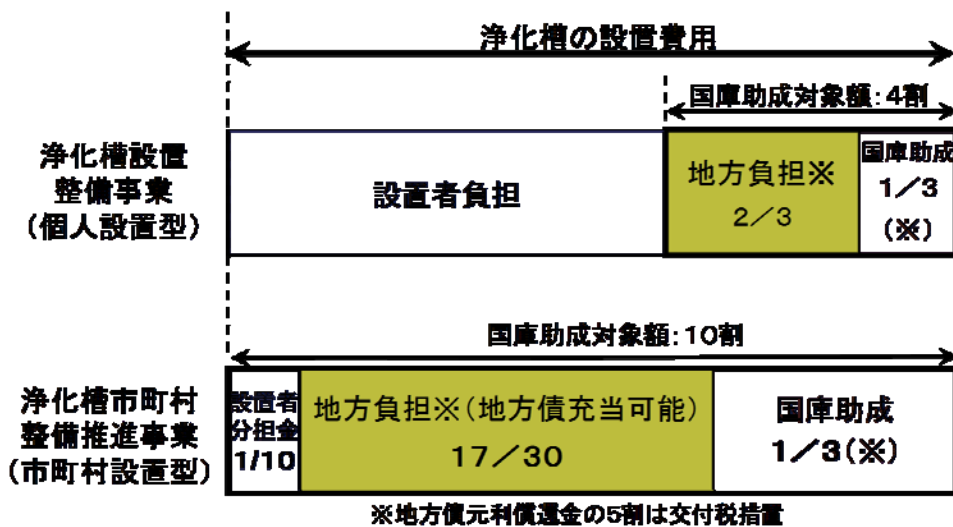 浄化槽の設置費用
国庫助成対象額:4割
浄化槽設置
整備事業
(個人設置型)
設置者負担
地方負担※
2/3
国庫助成
1/3
(※)
国庫助成対象額:10割
浄化槽市町村
整備推進事業
(市町村設置型)
設置者
分担金
1/10
地方負担※(地方債充当可能)
17/30
国庫助成
1/3(※)
※地方債元利償還金の5割は交付税措置